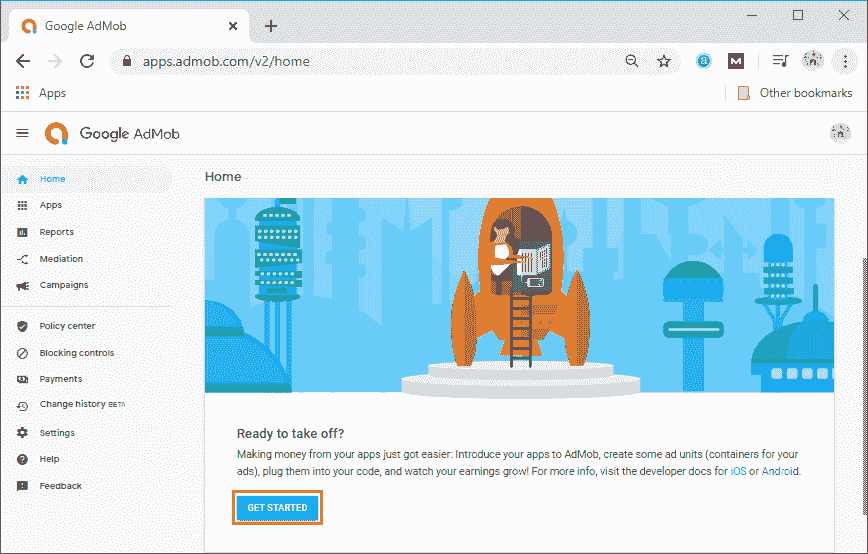 Google AdMob
apps.admob.com/v2/home
a
M
Apps
Other bookmarks
Google AdMob
Home
Home
Apps
Reports
Mediation
Campaigns
Policy center
Blocking controls
Payments
Change history BETA
Settings
Help
Feedback
Ready to take off?
Making money from your apps just got easier: Introduce your apps to AdMob, create some ad units (containers for your
ads), plug them into your code, and watch your earnings grow! For more info, visit the developer docs for iOS or Android.
GET STARTED